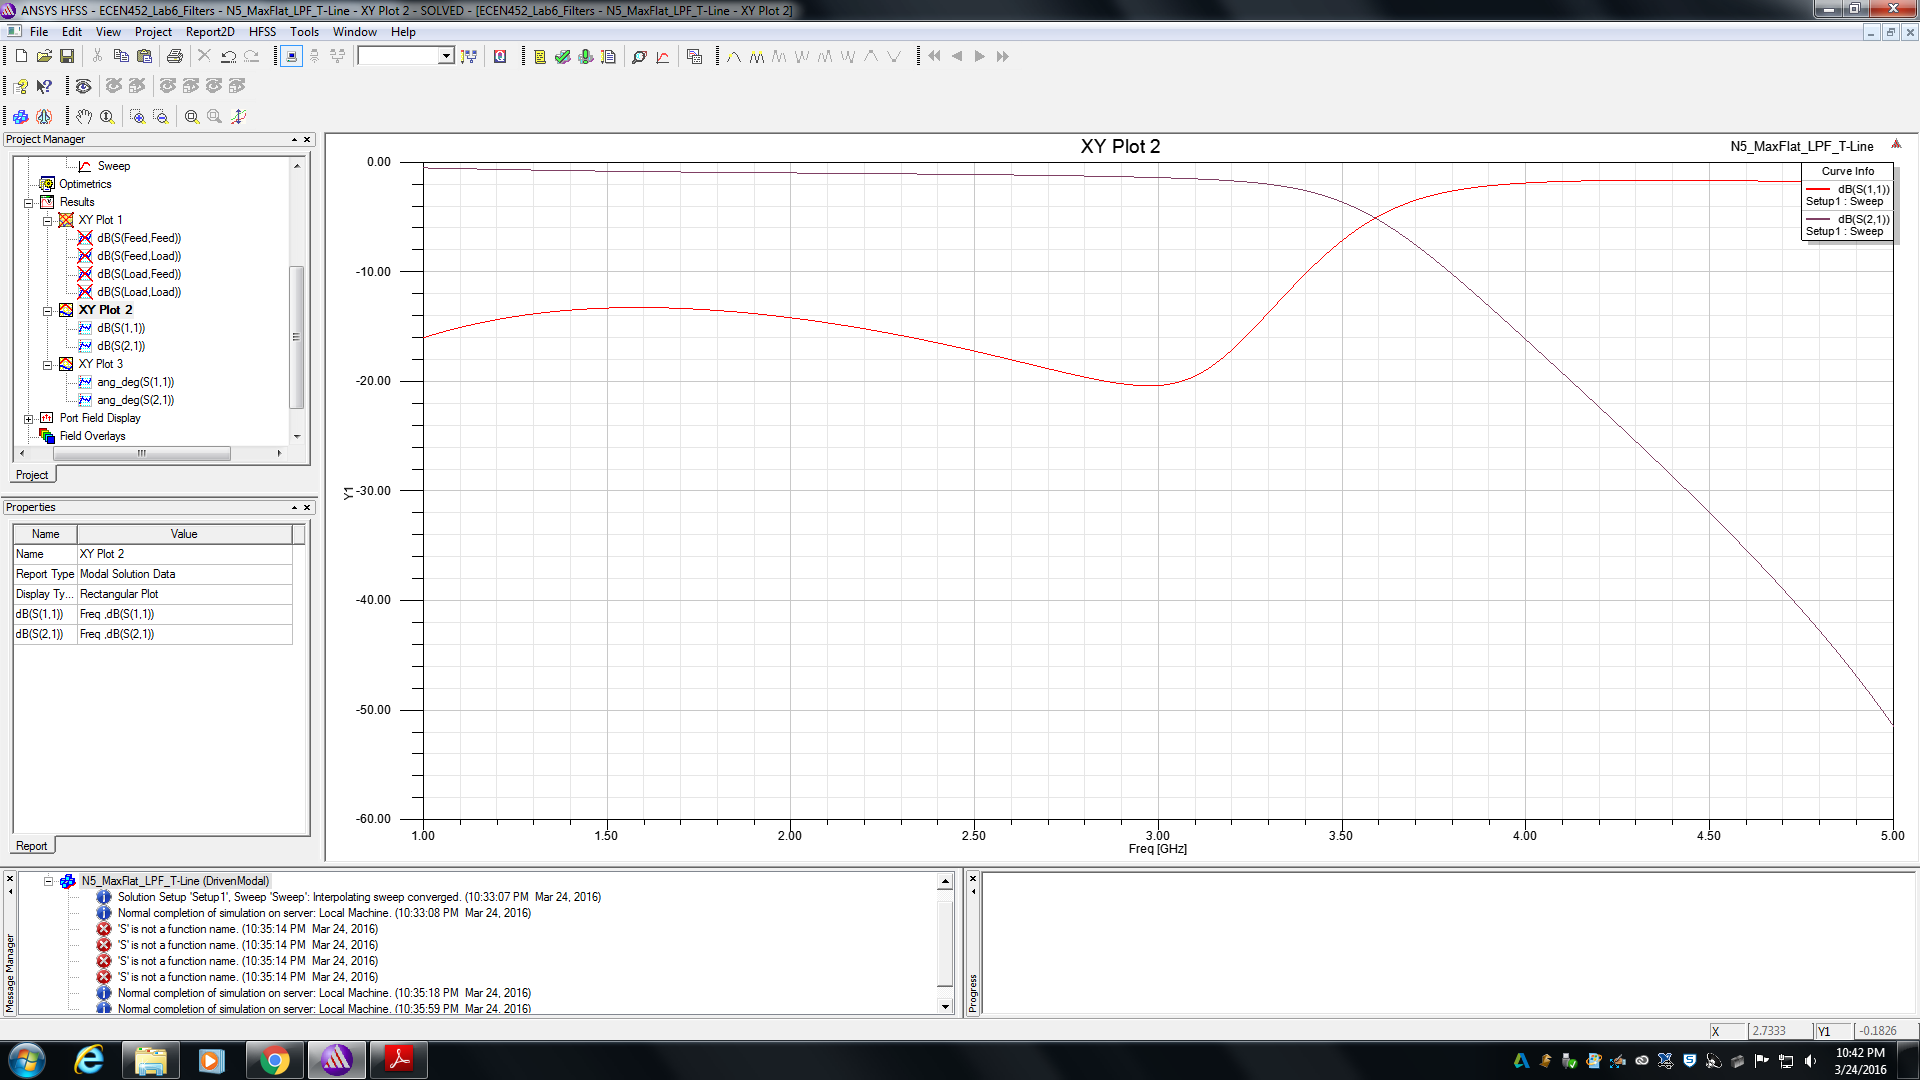 ANSYS HFSS - ECEN452_Lab6_Filters - N5_MaxFlat_LPF_T-Line - XY Plot 2 - SOLVED - [ECEN452_Lab6_Filters - N5_MaxFlat_LPF_T-Line - XY Plot 2]
File Edit View Project Report2D HFSS Tools Window Help
Project Manager
Sweep
Optimetrics
Results
XY Plot 1
dB(S(Feed,Feed))
dB(S(Feed,Load))
dB(S(Load,Feed))
dB(S(Load,Load))
XY Plot 2
dB(S(1,1))
dB(S(2,1))
XY Plot 3
ang_deg(S(1,1))
ang_deg(S(2,1))
Port Field Display
Field Overlays
Project
Properties
Name Value
Name XY Plot 2
Report Type Modal Solution Data
Display Ty... Rectangular Plot
dB(S(1,1)) Freq ,dB(S(1,1))
dB(S(2,1)) Freq ,dB(S(2,1))
Report
XY Plot 2
N5_MaxFlat_LPF_T-Line
Curve Info
dB(S(1,1))
Setup1 : Sweep
dB(S(2,1))
Setup1 : Sweep
0.00
-10.00
-20.00
-30.00
-40.00
-50.00
-60.00
Y1
1.00 1.50 2.00 2.50 3.00 3.50 4.00 4.50 5.00
Freq [GHz]
Message Manager
N5_MaxFlat_LPF_T-Line (DrivenModal)
Solution Setup 'Setup1', Sweep 'Sweep': Interpolating sweep converged. (10:33:07 PM Mar 24, 2016)
Normal completion of simulation on server: Local Machine. (10:33:08 PM Mar 24, 2016)
'S' is not a function name. (10:35:14 PM Mar 24, 2016)
'S' is not a function name. (10:35:14 PM Mar 24, 2016)
'S' is not a function name. (10:35:14 PM Mar 24, 2016)
'S' is not a function name. (10:35:14 PM Mar 24, 2016)
Normal completion of simulation on server: Local Machine. (10:35:18 PM Mar 24, 2016)
Normal completion of simulation on server: Local Machine. (10:35:59 PM Mar 24, 2016)
Progress
X 2.7333 Y1 -0.1826
10:42 PM
3/24/2016